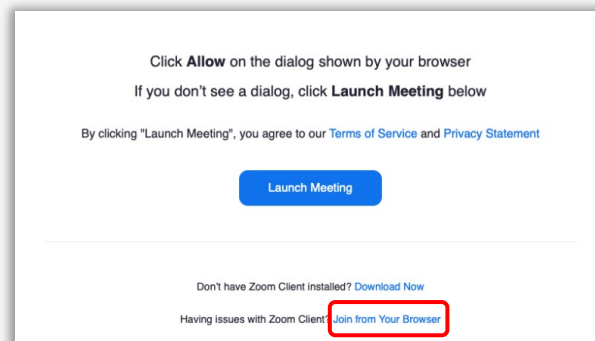 Click Allow on the dialog shown by your browser
If you don't see a dialog, click Launch Meeting below
By clicking "Launch Meeting", you agree to our Terms of Service and Privacy Statement
Launch Meeting
Don't have Zoom Client installed? Download Now
Having issues with Zoom Client? Join from Your Browser